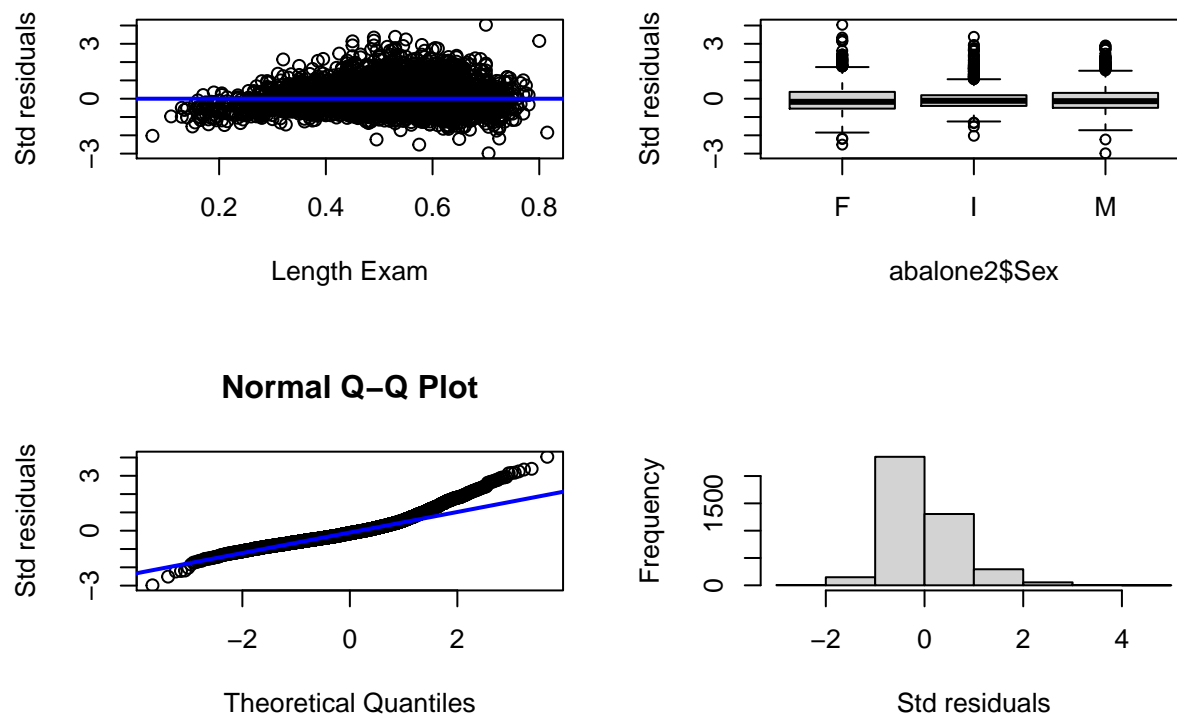 Std residuals
3
0
−3
0.2 0.4 0.6 0.8
Length Exam
Std residuals
3
0
−3
F I M
abalone2$Sex
Normal Q−Q Plot
Std residuals
3
0
−3
−2 0 2
Theoretical Quantiles
Frequency
1500
0
−2 0 2 4
Std residuals